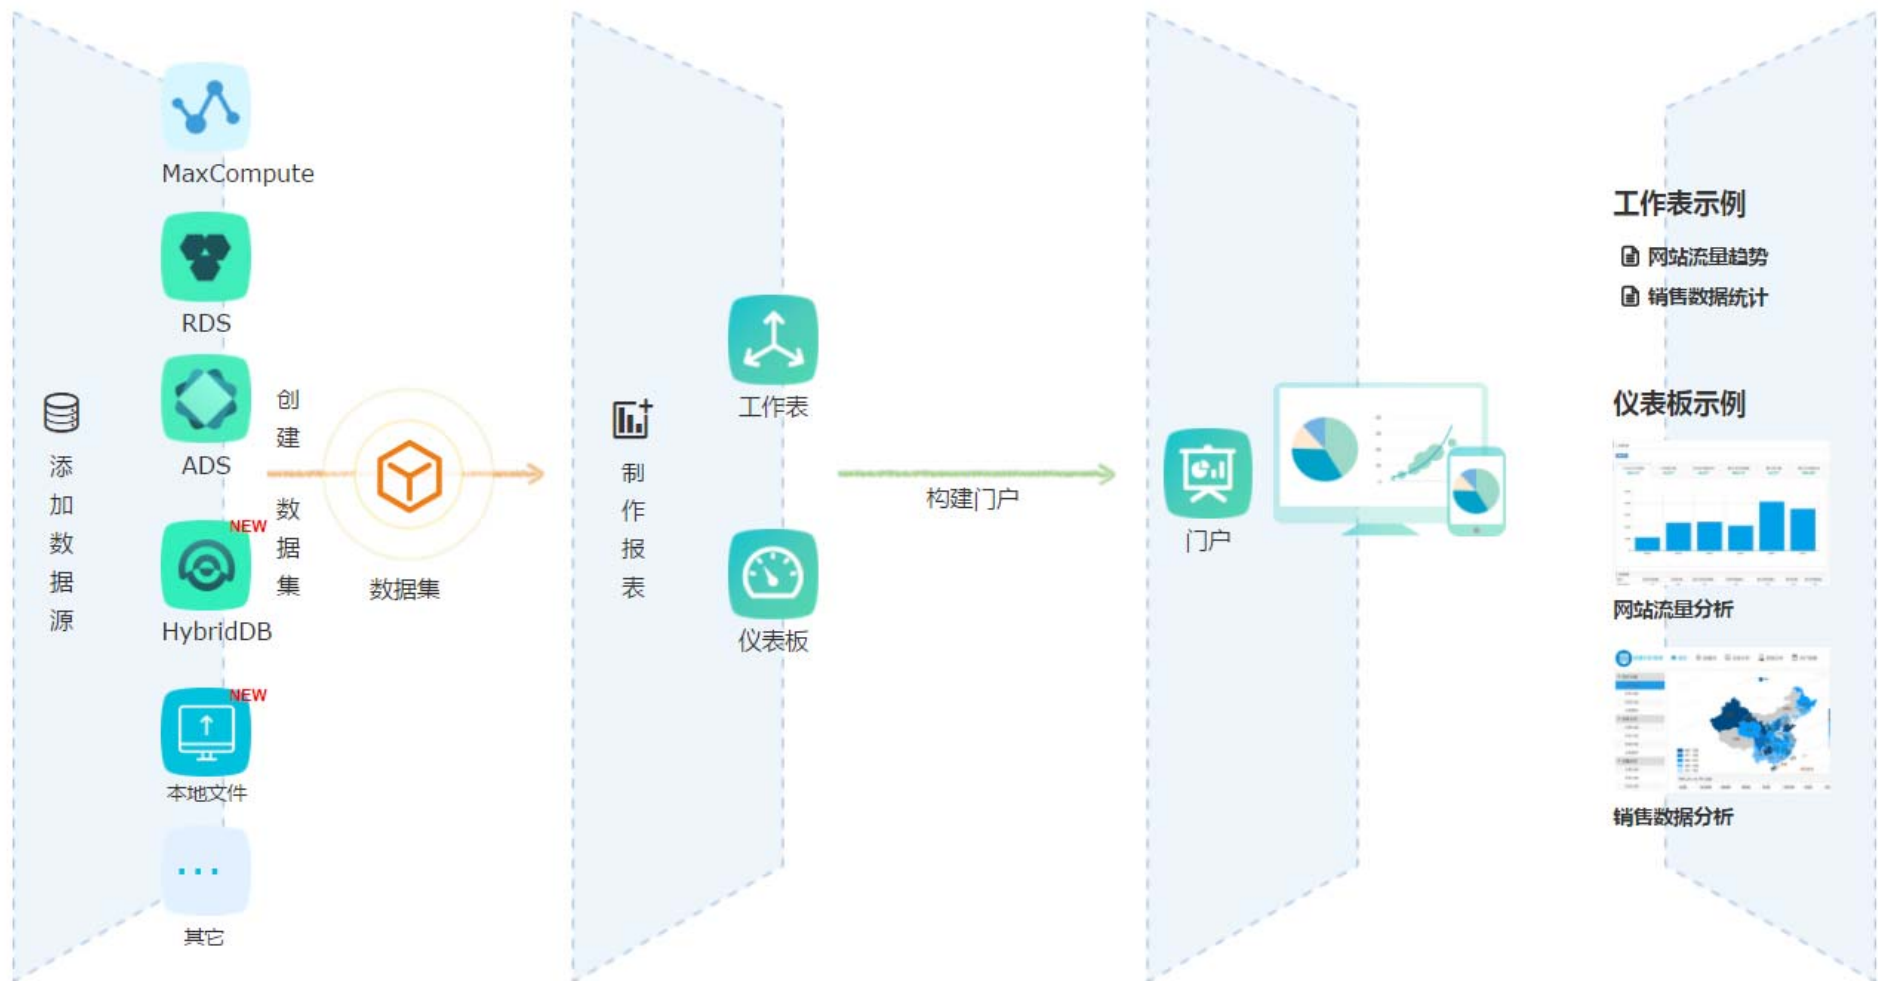 添加数据源
MaxCompute
RDS
ADS
NEW
HybridDB
NEW
本地文件
...
其它
创建数据集
数据集
制作报表
工作表
仪表板
构建门户
门户
工作表示例
网站流量趋势
销售数据统计
仪表板示例
网站流量分析
销售数据分析